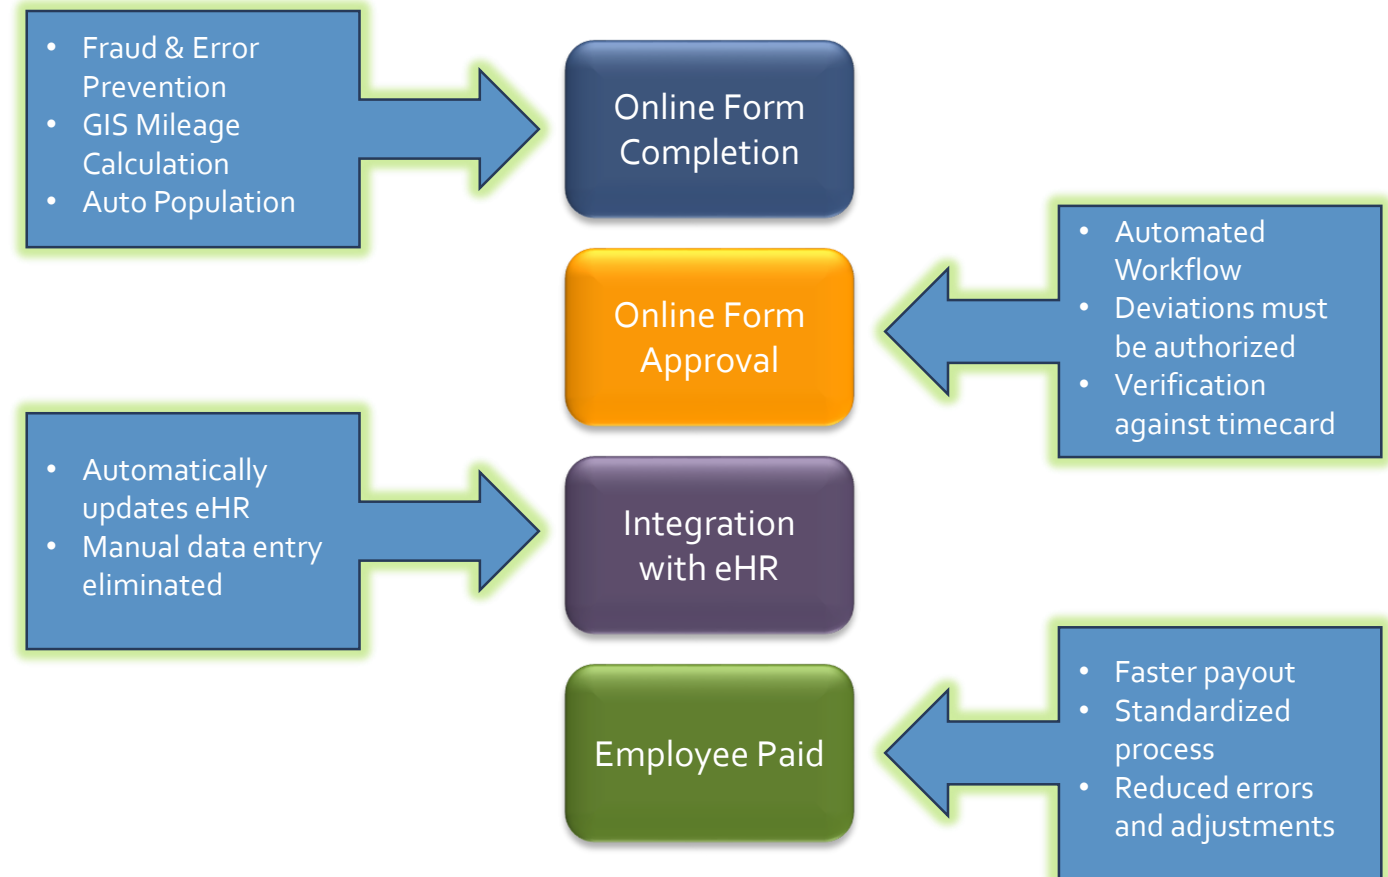 • Fraud & Error
Prevention
• GIS Mileage
Calculation
• Auto Population
Online Form
Completion
Online Form
Approval
• Automated
Workflow
• Deviations must
be authorized
• Verification
against timecard
• Automatically
updates eHR
• Manual data entry
eliminated
Integration
with eHR
Employee Paid
• Faster payout
• Standardized
process
• Reduced errors
and adjustments